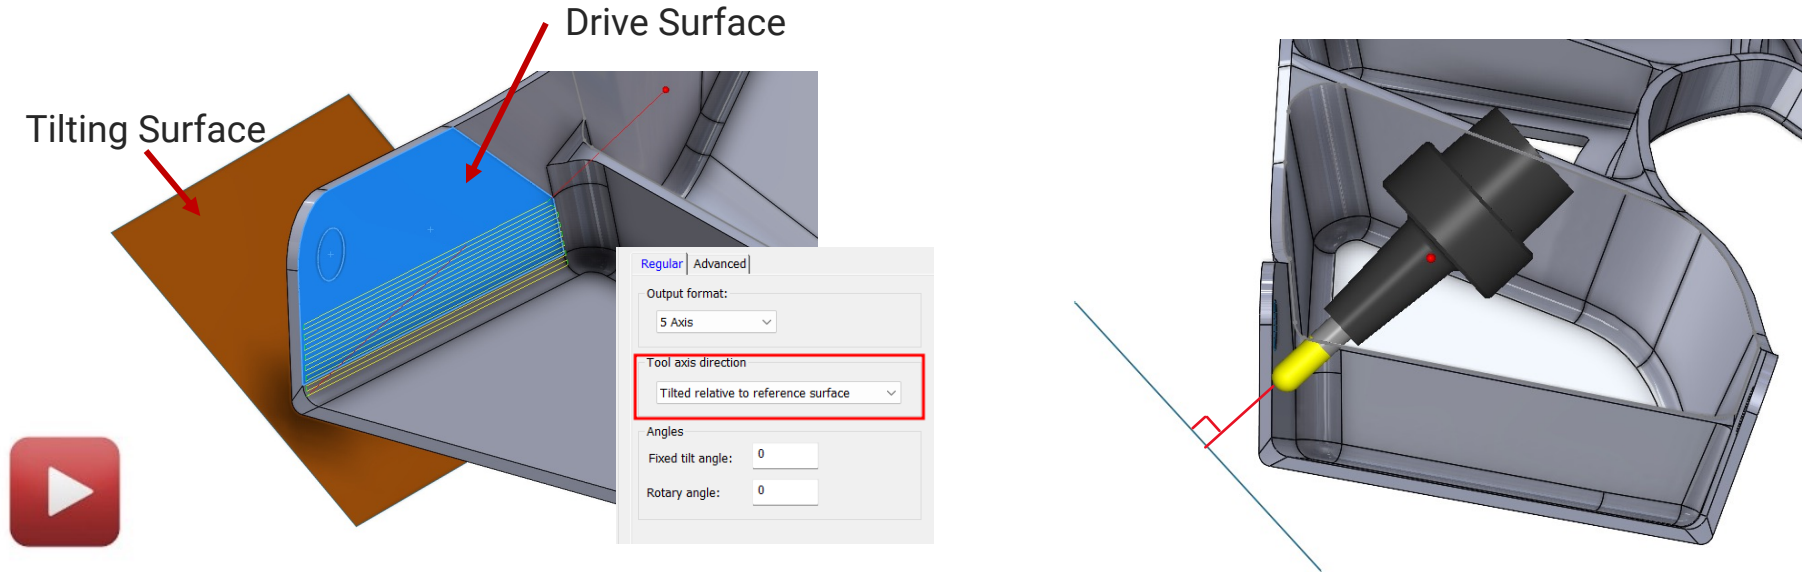 Drive Surface
Tilting Surface
Regular Advanced
Output format:
5 Axis
Tool axis direction
Tilted relative to reference surface
Angles
Fixed tilt angle: 0
Rotary angle: 0